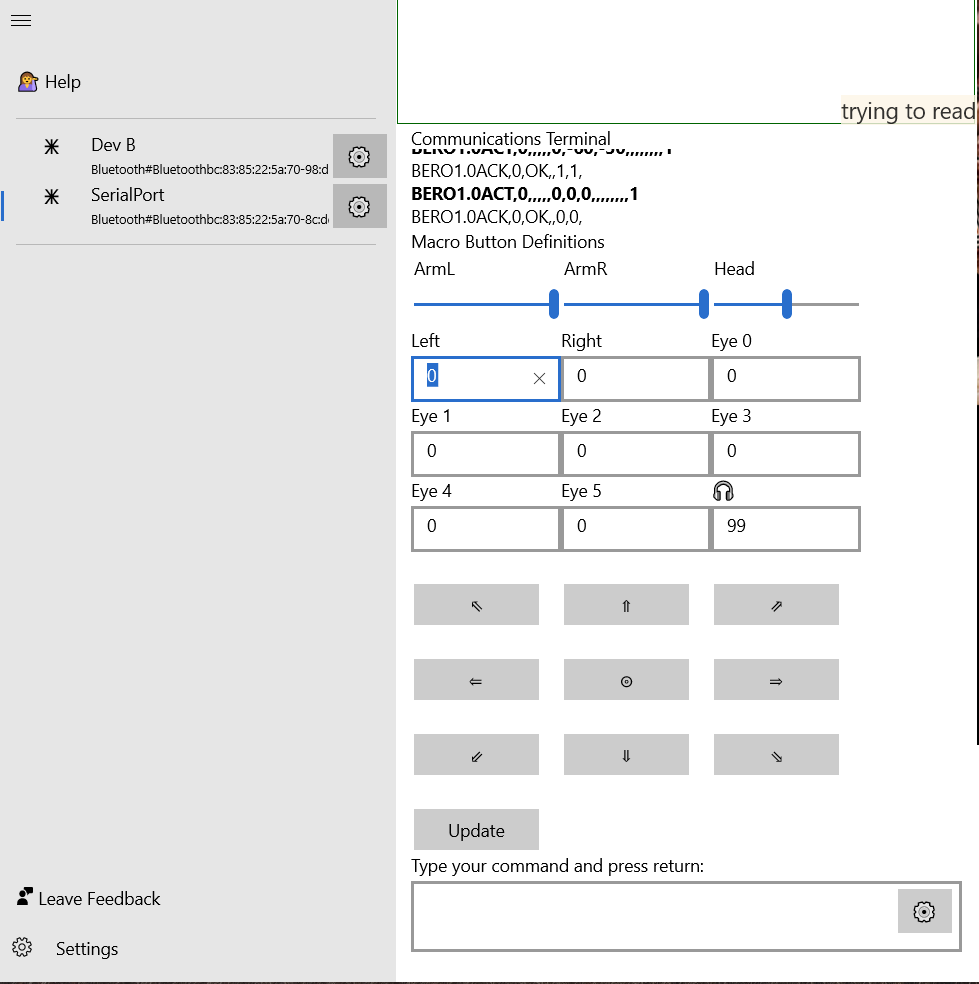 Help
Dev B
Bluetooth#Bluetoothbc:83:85:22:5a:70-98:d
SerialPort
Bluetooth#Bluetoothbc:83:85:22:5a:70-8c:d
Leave Feedback
Settings
trying to read
Communications Terminal
BERO1.0ACT,0,,,,,0,-80,-50,,,,,,,,1
BERO1.0ACK,0,OK,,1,1,
BERO1.0ACT,0,,,,,0,0,0,,,,,,,,1
BERO1.0ACK,0,OK,,0,0,
Macro Button Definitions
ArmL ArmR Head
Left Right Eye 0
0 0 0
Eye 1 Eye 2 Eye 3
0 0 0
Eye 4 Eye 5
0 0 99
⇖ ⇑ ⇗
⇐ ⊙ ⇒
⇙ ⇓ ⇘
Update
Type your command and press return: